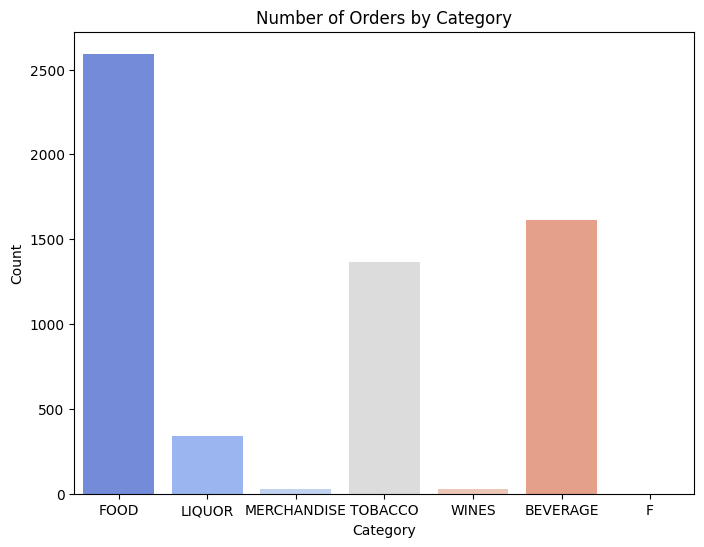 Number of Orders by Category
Count
2500
2000
1500
1000
500
0
FOOD LIQUOR MERCHANDISE TOBACCO WINES BEVERAGE F
Category